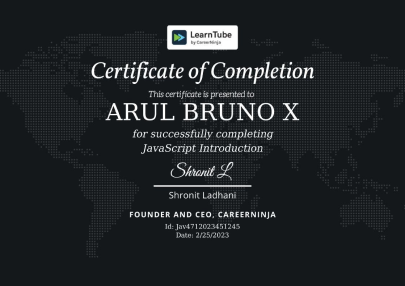 LearnTube
by CareerNinja
Certificate of Completion
This certificate is presented to
ARUL BRUNO X
for successfully completing
JavaScript Introduction
Shronit L
Shronit Ladhani
FOUNDER AND CEO, CAREERNINJA
Id: Jav4712023451245
Date: 2/25/2023